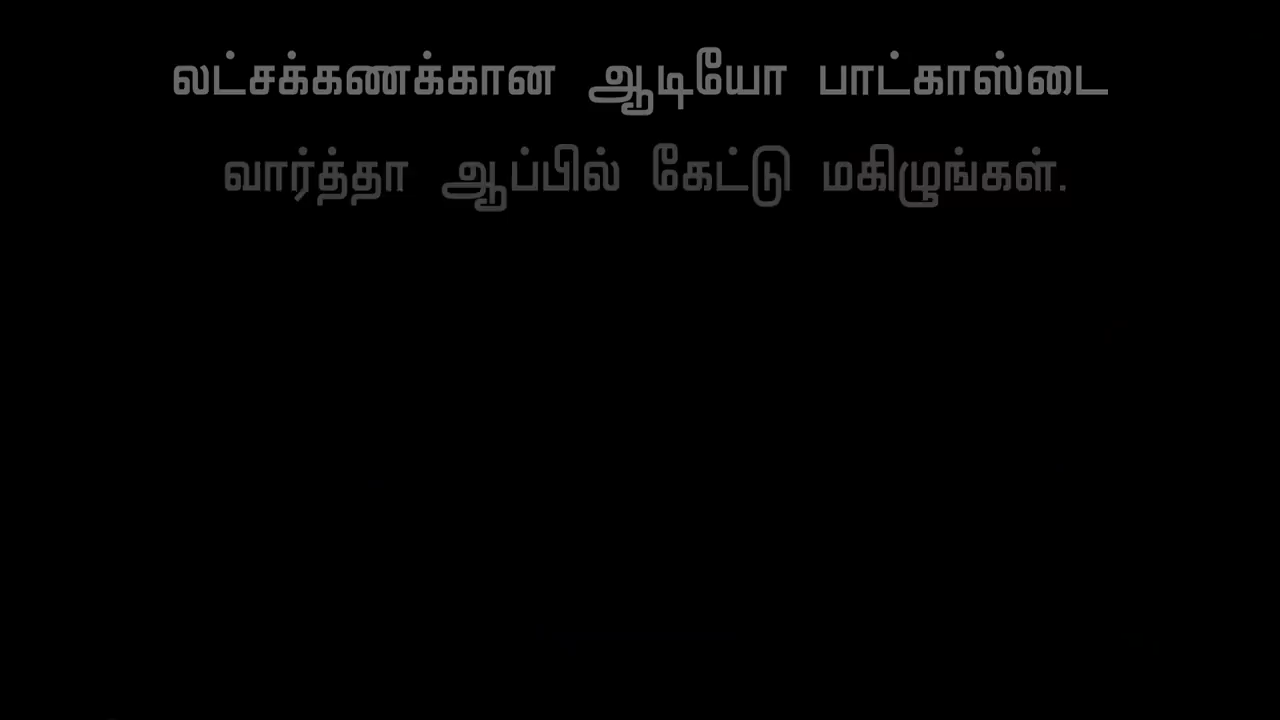 லட்சக்கணக்கான ஆடியோ பாட்காஸ்டை
வார்த்தா ஆப்பில் கேட்டு மகிழுங்கள்.